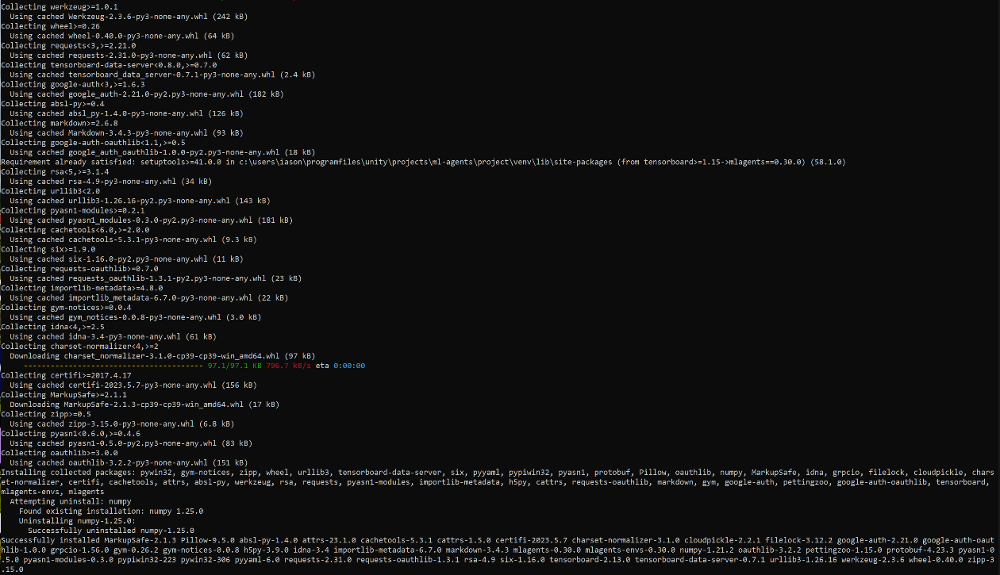 Collecting werkzeug>=1.0.1
  Using cached Werkzeug-2.3.6-py3-none-any.whl (242 kB)
Collecting wheel>=0.26
  Using cached wheel-0.40.0-py3-none-any.whl (64 kB)
Collecting requests<3,>=2.21.0
  Using cached requests-2.31.0-py3-none-any.whl (62 kB)
Collecting tensorboard-data-server<0.8.0,>=0.7.0
  Using cached tensorboard_data_server-0.7.1-py3-none-any.whl (2.4 kB)
Collecting google-auth<3,>=1.6.3
  Using cached google_auth-2.21.0-py2.py3-none-any.whl (182 kB)
Collecting absl-py>=0.4
  Using cached absl_py-1.4.0-py3-none-any.whl (126 kB)
Collecting markdown>=2.6.8
  Using cached Markdown-3.4.3-py3-none-any.whl (93 kB)
Collecting google-auth-oauthlib<1.1,>=0.5
  Using cached google_auth_oauthlib-1.0.0-py2.py3-none-any.whl (18 kB)
Requirement already satisfied: setuptools>=41.0.0 in c:\users\iason\programfiles\unity\projects\ml-agents\project\venv\lib\site-packages (from tensorboard>=1.15->mlagents==0.30.0) (58.1.0)
Collecting rsa<5,>=3.1.4
  Using cached rsa-4.9-py3-none-any.whl (34 kB)
Collecting urllib3<2.0
  Using cached urllib3-1.26.16-py2.py3-none-any.whl (143 kB)
Collecting pyasn1-modules>=0.2.1
  Using cached pyasn1_modules-0.3.0-py2.py3-none-any.whl (181 kB)
Collecting cachetools<6.0,>=2.0.0
  Using cached cachetools-5.3.1-py3-none-any.whl (9.3 kB)
Collecting six>=1.9.0
  Using cached six-1.16.0-py2.py3-none-any.whl (11 kB)
Collecting requests-oauthlib>=0.7.0
  Using cached requests_oauthlib-1.3.1-py2.py3-none-any.whl (23 kB)
Collecting importlib-metadata>=4.8.0
  Using cached importlib_metadata-6.7.0-py3-none-any.whl (22 kB)
Collecting gym-notices>=0.0.4
  Using cached gym_notices-0.0.8-py3-none-any.whl (3.0 kB)
Collecting idna<4,>=2.5
  Using cached idna-3.4-py3-none-any.whl (61 kB)
Collecting charset-normalizer<4,>=2
  Downloading charset_normalizer-3.1.0-cp39-cp39-win_amd64.whl (97 kB)
     ---------------------------------------- 97.1/97.1 KB 796.7 kB/s eta 0:00:00
Collecting certifi>=2017.4.17
  Using cached certifi-2023.5.7-py3-none-any.whl (156 kB)
Collecting MarkupSafe>=2.1.1
  Downloading MarkupSafe-2.1.3-cp39-cp39-win_amd64.whl (17 kB)
Collecting zipp>=0.5
  Using cached zipp-3.15.0-py3-none-any.whl (6.8 kB)
Collecting pyasn1<0.6.0,>=0.4.6
  Using cached pyasn1-0.5.0-py2.py3-none-any.whl (83 kB)
Collecting oauthlib>=3.0.0
  Using cached oauthlib-3.2.2-py3-none-any.whl (151 kB)
Installing collected packages: pywin32, gym-notices, zipp, wheel, urllib3, tensorboard-data-server, six, pyyaml, pypiwin32, pyasn1, protobuf, Pillow, oauthlib, numpy, MarkupSafe, idna, grpcio, filelock, cloudpickle, chars
et-normalizer, certifi, cachetools, attrs, absl-py, werkzeug, rsa, requests, pyasn1-modules, importlib-metadata, h5py, cattrs, requests-oauthlib, markdown, gym, google-auth, pettingzoo, google-auth-oauthlib, tensorboard,
mlagents-envs, mlagents
  Attempting uninstall: numpy
    Found existing installation: numpy 1.25.0
    Uninstalling numpy-1.25.0:
      Successfully uninstalled numpy-1.25.0
Successfully installed MarkupSafe-2.1.3 Pillow-9.5.0 absl-py-1.4.0 attrs-23.1.0 cachetools-5.3.1 cattrs-1.5.0 certifi-2023.5.7 charset-normalizer-3.1.0 cloudpickle-2.2.1 filelock-3.12.2 google-auth-2.21.0 google-auth-oaut
hlib-1.0.0 grpcio-1.56.0 gym-0.26.2 gym-notices-0.0.8 h5py-3.9.0 idna-3.4 importlib-metadata-6.7.0 markdown-3.4.3 mlagents-0.30.0 mlagents-envs-0.30.0 numpy-1.21.2 oauthlib-3.2.2 pettingzoo-1.15.0 protobuf-4.23.3 pyasn1-0
.5.0 pyasn1-modules-0.3.0 pypiwin32-223 pywin32-306 pyyaml-6.0 requests-2.31.0 requests-oauthlib-1.3.1 rsa-4.9 six-1.16.0 tensorboard-2.13.0 tensorboard-data-server-0.7.1 urllib3-1.26.16 werkzeug-2.3.6 wheel-0.40.0 zipp-3
.15.0